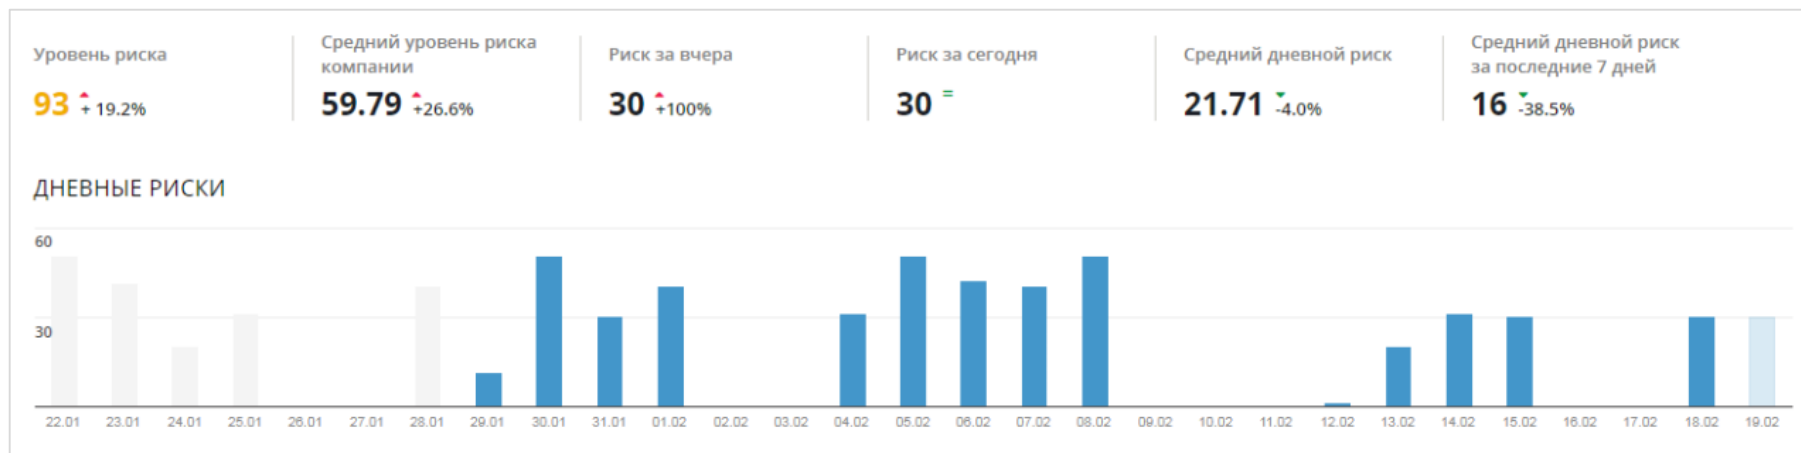 Уровень риска
93 + 19.2%
Средний уровень риска
компании
59.79 +26.6%
Риск за вчера
30 +100%
Риск за сегодня
30 =
Средний дневной риск
21.71 -4.0%
Средний дневной риск
за последние 7 дней
16 -38.5%
ДНЕВНЫЕ РИСКИ
60
30
22.01 23.01 24.01 25.01 26.01 27.01 28.01 29.01 30.01 31.01 01.02 02.02 03.02 04.02 05.02 06.02 07.02 08.02 09.02 10.02 11.02 12.02 13.02 14.02 15.02 16.02 17.02 18.02 19.02